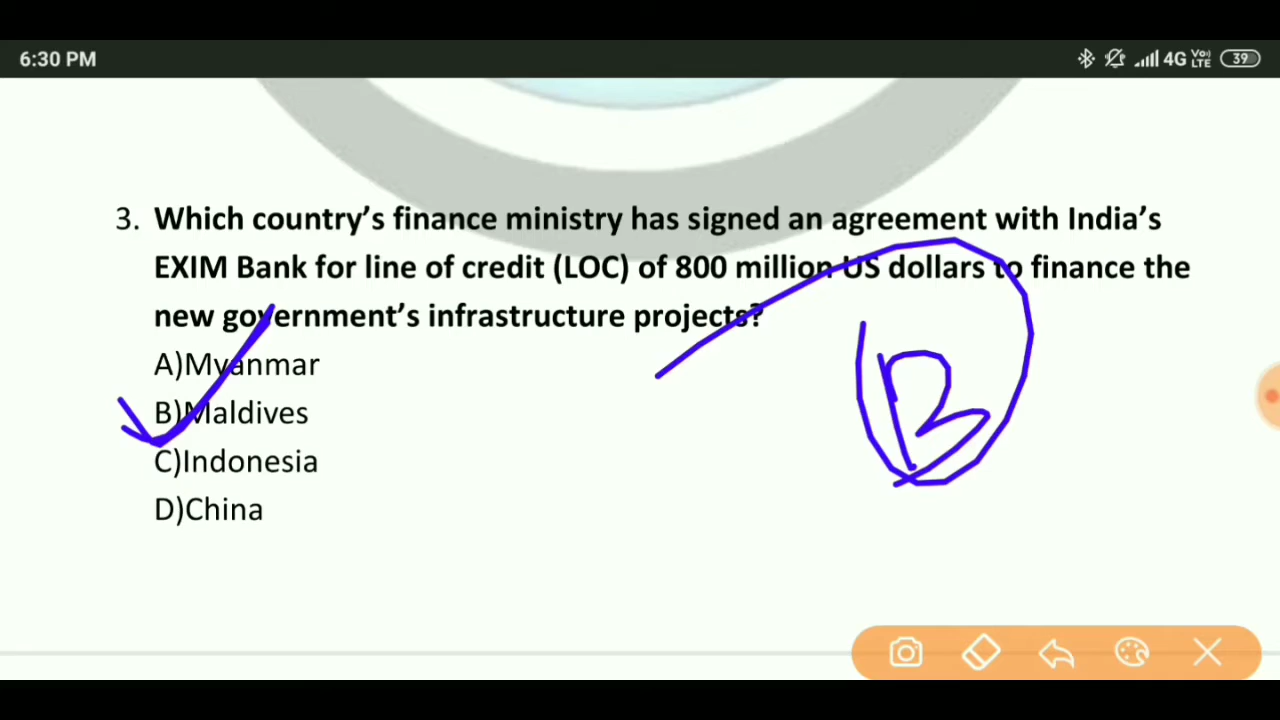 6:30 PM
4G VoLTE 39
3. Which country's finance ministry has signed an agreement with India's
EXIM Bank for line of credit (LOC) of 800 million US dollars to finance the
new government's infrastructure projects?
A)Myanmar
B)Maldives
C)Indonesia
D)China
B